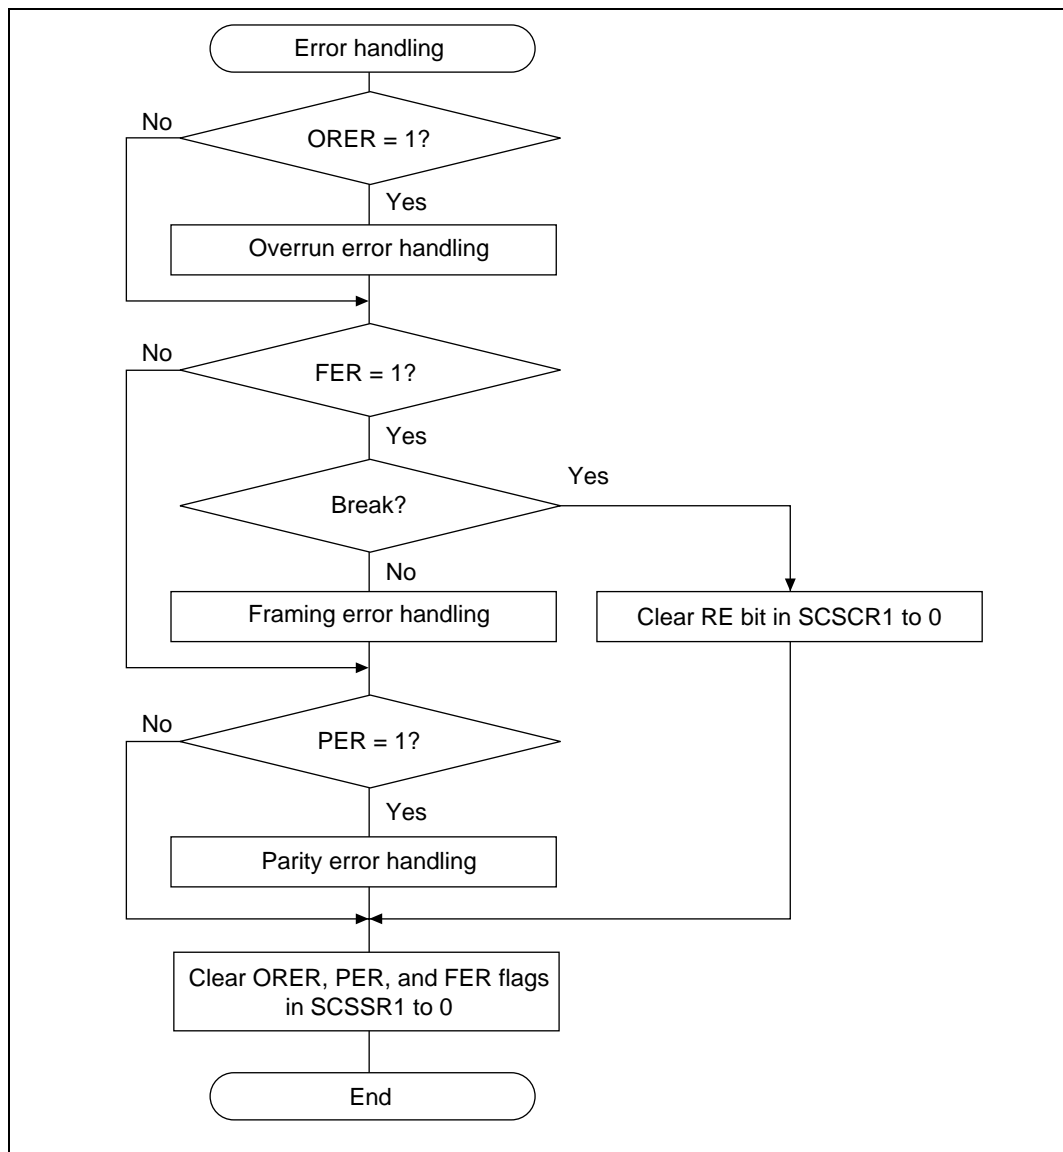 Error handling
No
ORER = 1?
Yes
Overrun error handling
No
FER = 1?
Yes
Yes
Break?
No
Framing error handling
Clear RE bit in SCSCR1 to 0
No
PER = 1?
Yes
Parity error handling
Clear ORER, PER, and FER flags
in SCSSR1 to 0
End